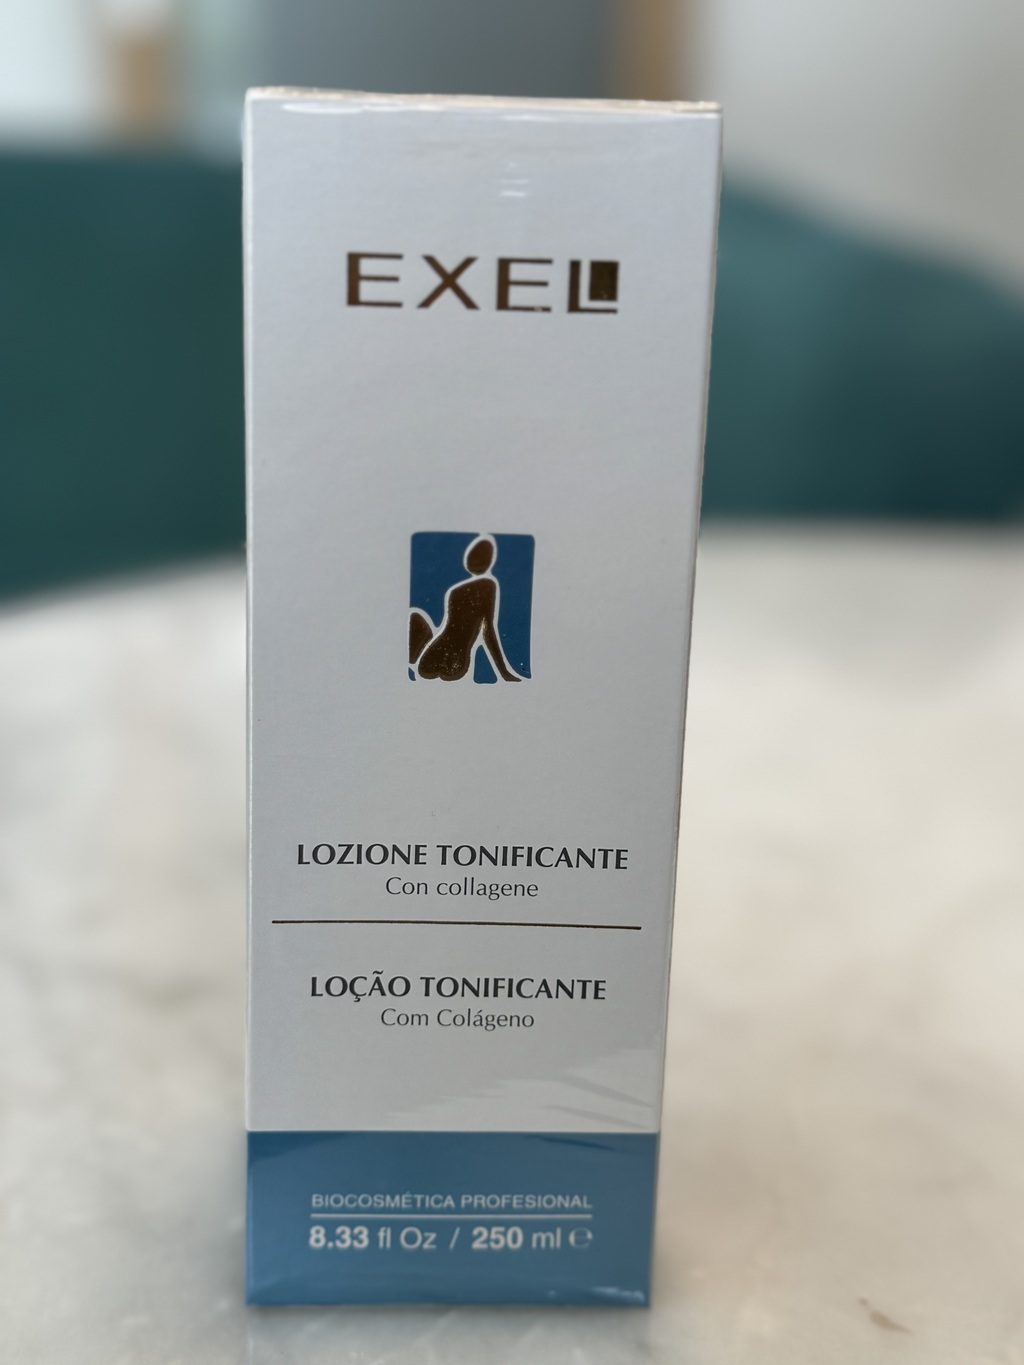 EXEL
LOZIONE TONIFICANTE
Con collagene
LOÇÃO TONIFICANTE
Com Colágeno
BIOCOSMÉTICA PROFESIONAL
8.33 fl Oz / 250 ml ℮